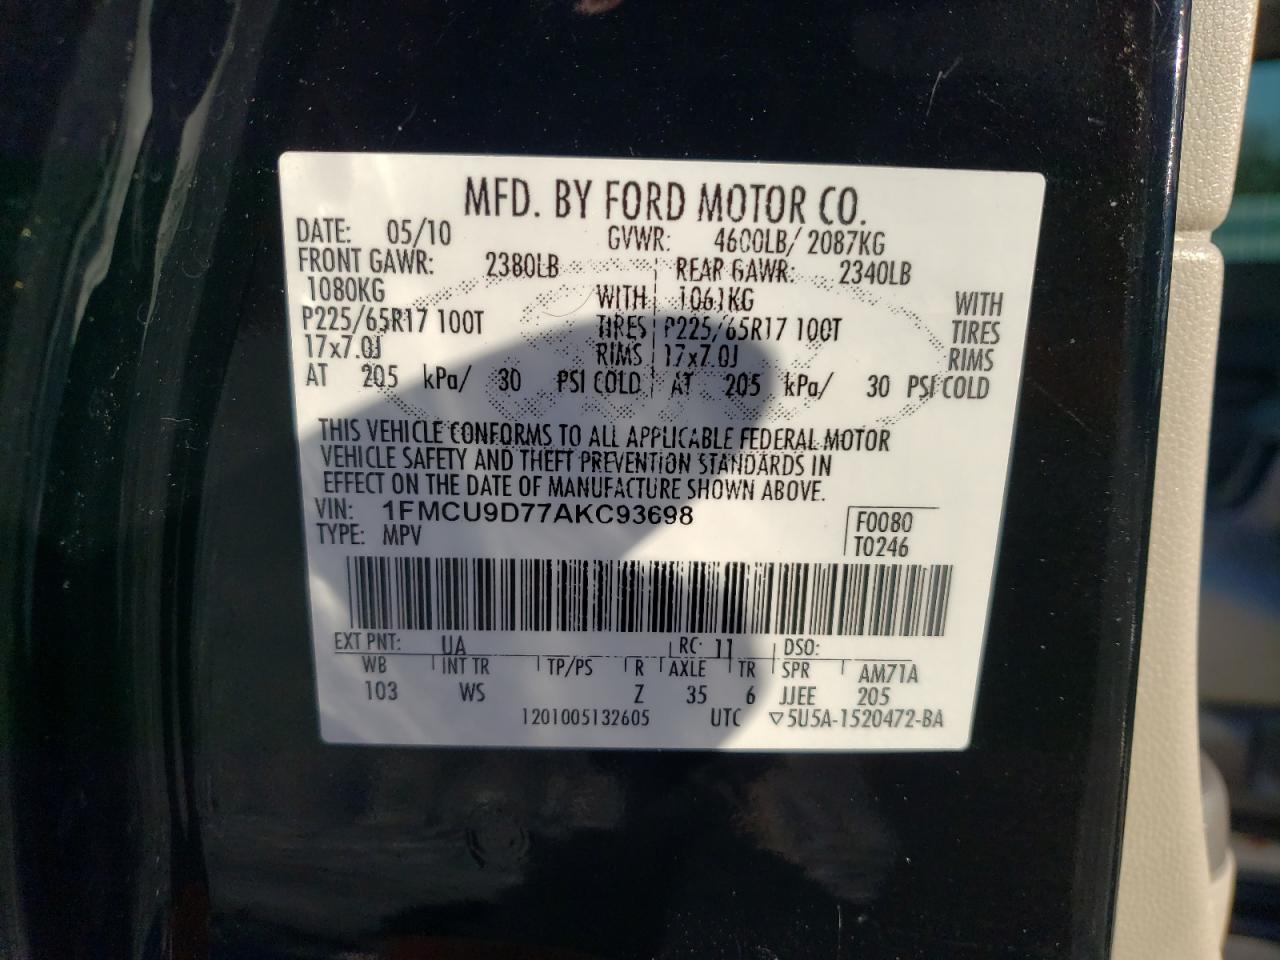 MFD. BY FORD MOTOR CO.
DATE: 05/10 GVWR: 4600LB/ 2087KG
FRONT GAWR: 2380LB REAR GAWR: 2340LB
1080KG WITH 1061KG WITH
P225/65R17 100T TIRES P225/65R17 100T TIRES
17x7.0J RIMS 17x7.0J RIMS
AT 205 kPa/ 30 PSI COLD AT 205 kPa/ 30 PSI COLD
THIS VEHICLE CONFORMS TO ALL APPLICABLE FEDERAL MOTOR
VEHICLE SAFETY AND THEFT PREVENTION STANDARDS IN
EFFECT ON THE DATE OF MANUFACTURE SHOWN ABOVE.
VIN: 1FMCU9D77AKC93698 F0080
TYPE: MPV T0246
EXT PNT: UA RC: 11 DSO:
WB INT TR TP/PS R AXLE TR SPR AM71A
103 WS Z 35 6 JJEE 205
1201005132605 UTC ▽5U5A-1520472-BA